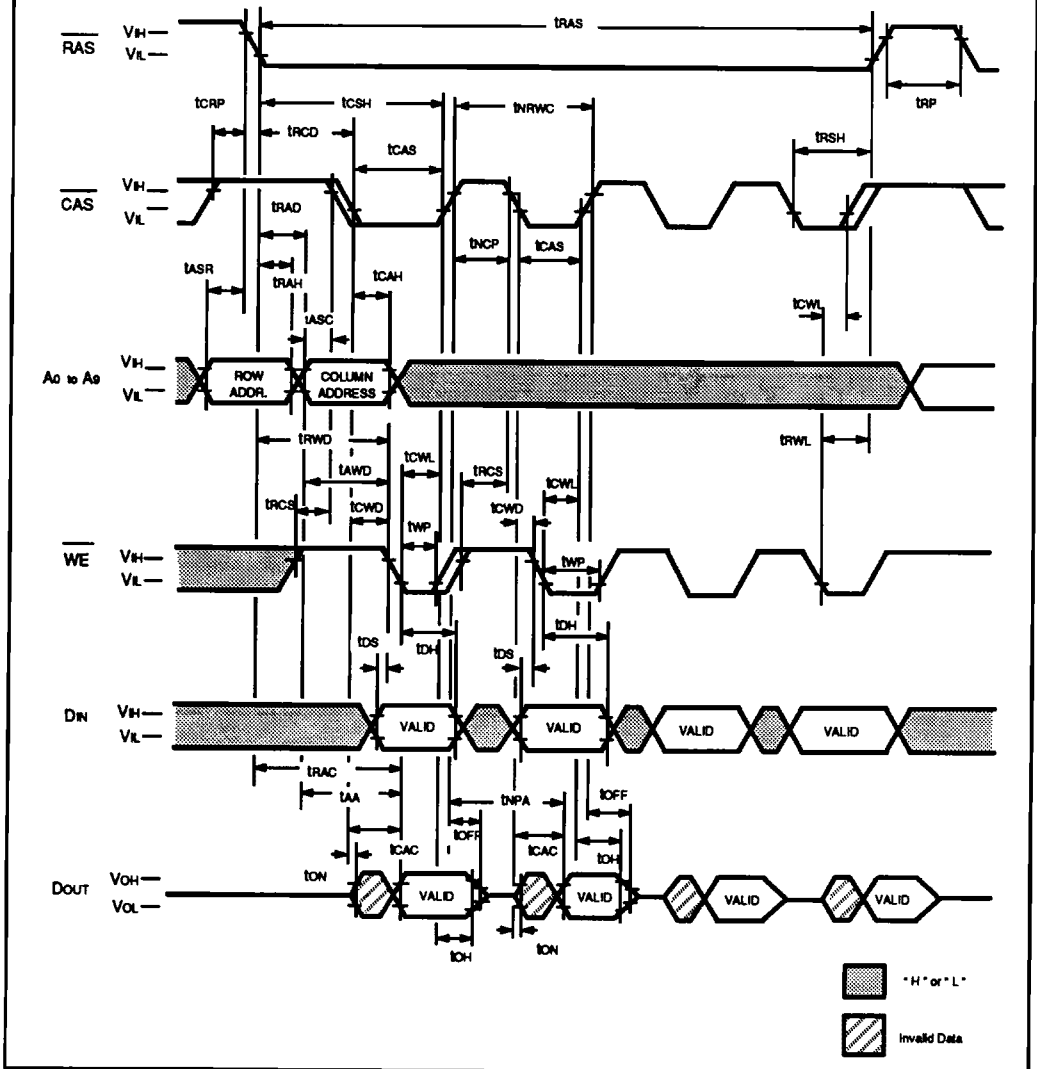 tRAS
VIH
RAS
VIL
tRP
tCRP
tCSH
tNRWC
tRCD
tRSH
tCAS
VIH
CAS
VIL
tRAD
tNCP
tCAS
tASR
tRAH
tCAH
tASC
tCWL
VIH
A0 to A9
VIL
ROW ADDR.
COLUMN ADDRESS
tRWD
tRWL
tCWL
tAWD
tRCS
tCWL
tRCS
tCWD
tCWD
tWP
VIH
WE
VIL
tWP
tDS
tDH
tDS
tDH
VIH
DIN
VIL
VALID
VALID
VALID
VALID
tRAC
tAA
tNPA
tOFF
tOFF
tCAC
tCAC
tOH
tON
VOH
DOUT
VOL
VALID
VALID
VALID
VALID
tOH
tON
"H" or "L"
Invalid Data